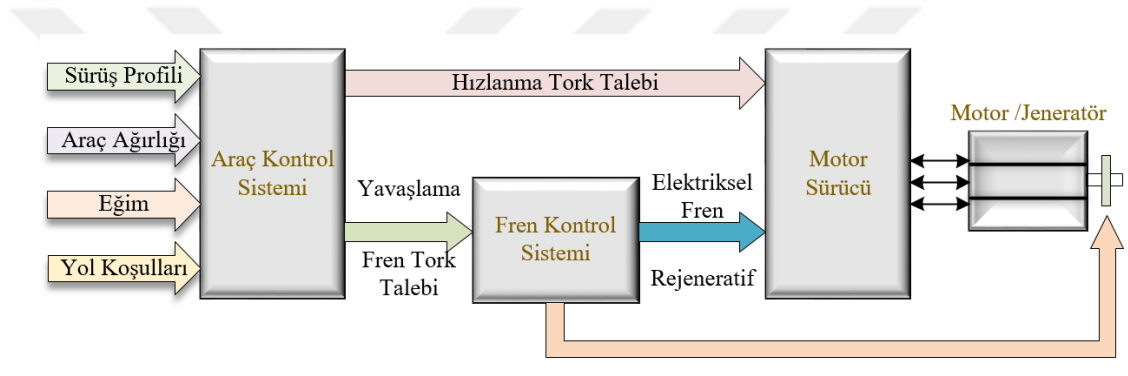 Sürüş Profili
Araç Ağırlığı
Eğim
Yol Koşulları
Araç Kontrol
Sistemi
Hızlanma Tork Talebi
Yavaşlama
Fren Tork
Talebi
Fren Kontrol
Sistemi
Elektriksel
Fren
Rejeneratif
Motor
Sürücü
Motor /Jeneratör